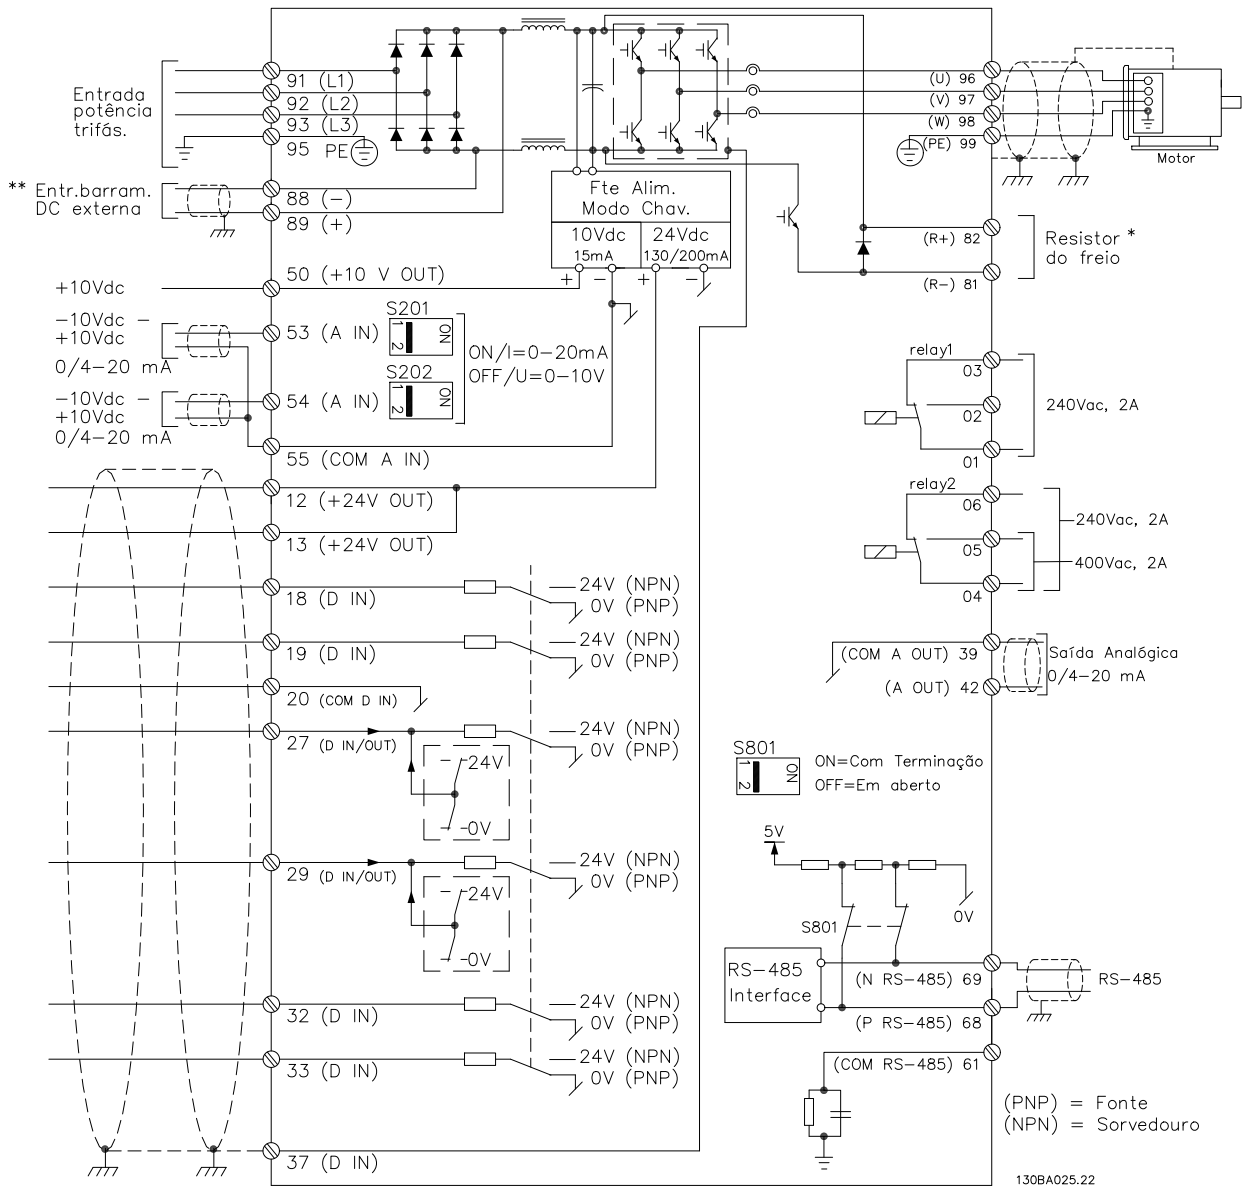 Entrada
potência
trifás.
91 (L1)
92 (L2)
93 (L3)
95 PE
** Entr.barram.
DC externa
88 (−)
89 (+)
Fte Alim.
Modo Chav.
10Vdc
15mA
24Vdc
130/200mA
+ − + −
(U) 96
(V) 97
(W) 98
(PE) 99
Motor
(R+) 82
(R−) 81
Resistor *
do freio
+10Vdc
50 (+10 V OUT)
−10Vdc −
+10Vdc
0/4−20 mA
53 (A IN)
S201
1 2
ON
ON/I=0−20mA
OFF/U=0−10V
S202
1 2
ON
−10Vdc −
+10Vdc
0/4−20 mA
54 (A IN)
55 (COM A IN)
12 (+24V OUT)
13 (+24V OUT)
relay1
03
02
01
240Vac, 2A
relay2
06
05
04
240Vac, 2A
400Vac, 2A
18 (D IN)
24V (NPN)
0V (PNP)
19 (D IN)
24V (NPN)
0V (PNP)
20 (COM D IN)
27 (D IN/OUT)
24V (NPN)
0V (PNP)
24V
0V
29 (D IN/OUT)
24V (NPN)
0V (PNP)
24V
0V
32 (D IN)
24V (NPN)
0V (PNP)
33 (D IN)
24V (NPN)
0V (PNP)
37 (D IN)
(COM A OUT) 39
(A OUT) 42
Saída Analógica
0/4−20 mA
S801
1 2
ON
ON=Com Terminação
OFF=Em aberto
5V
0V
S801
RS−485
Interface
(N RS−485) 69
(P RS−485) 68
RS−485
(COM RS−485) 61
(PNP) = Fonte
(NPN) = Sorvedouro
130BA025.22